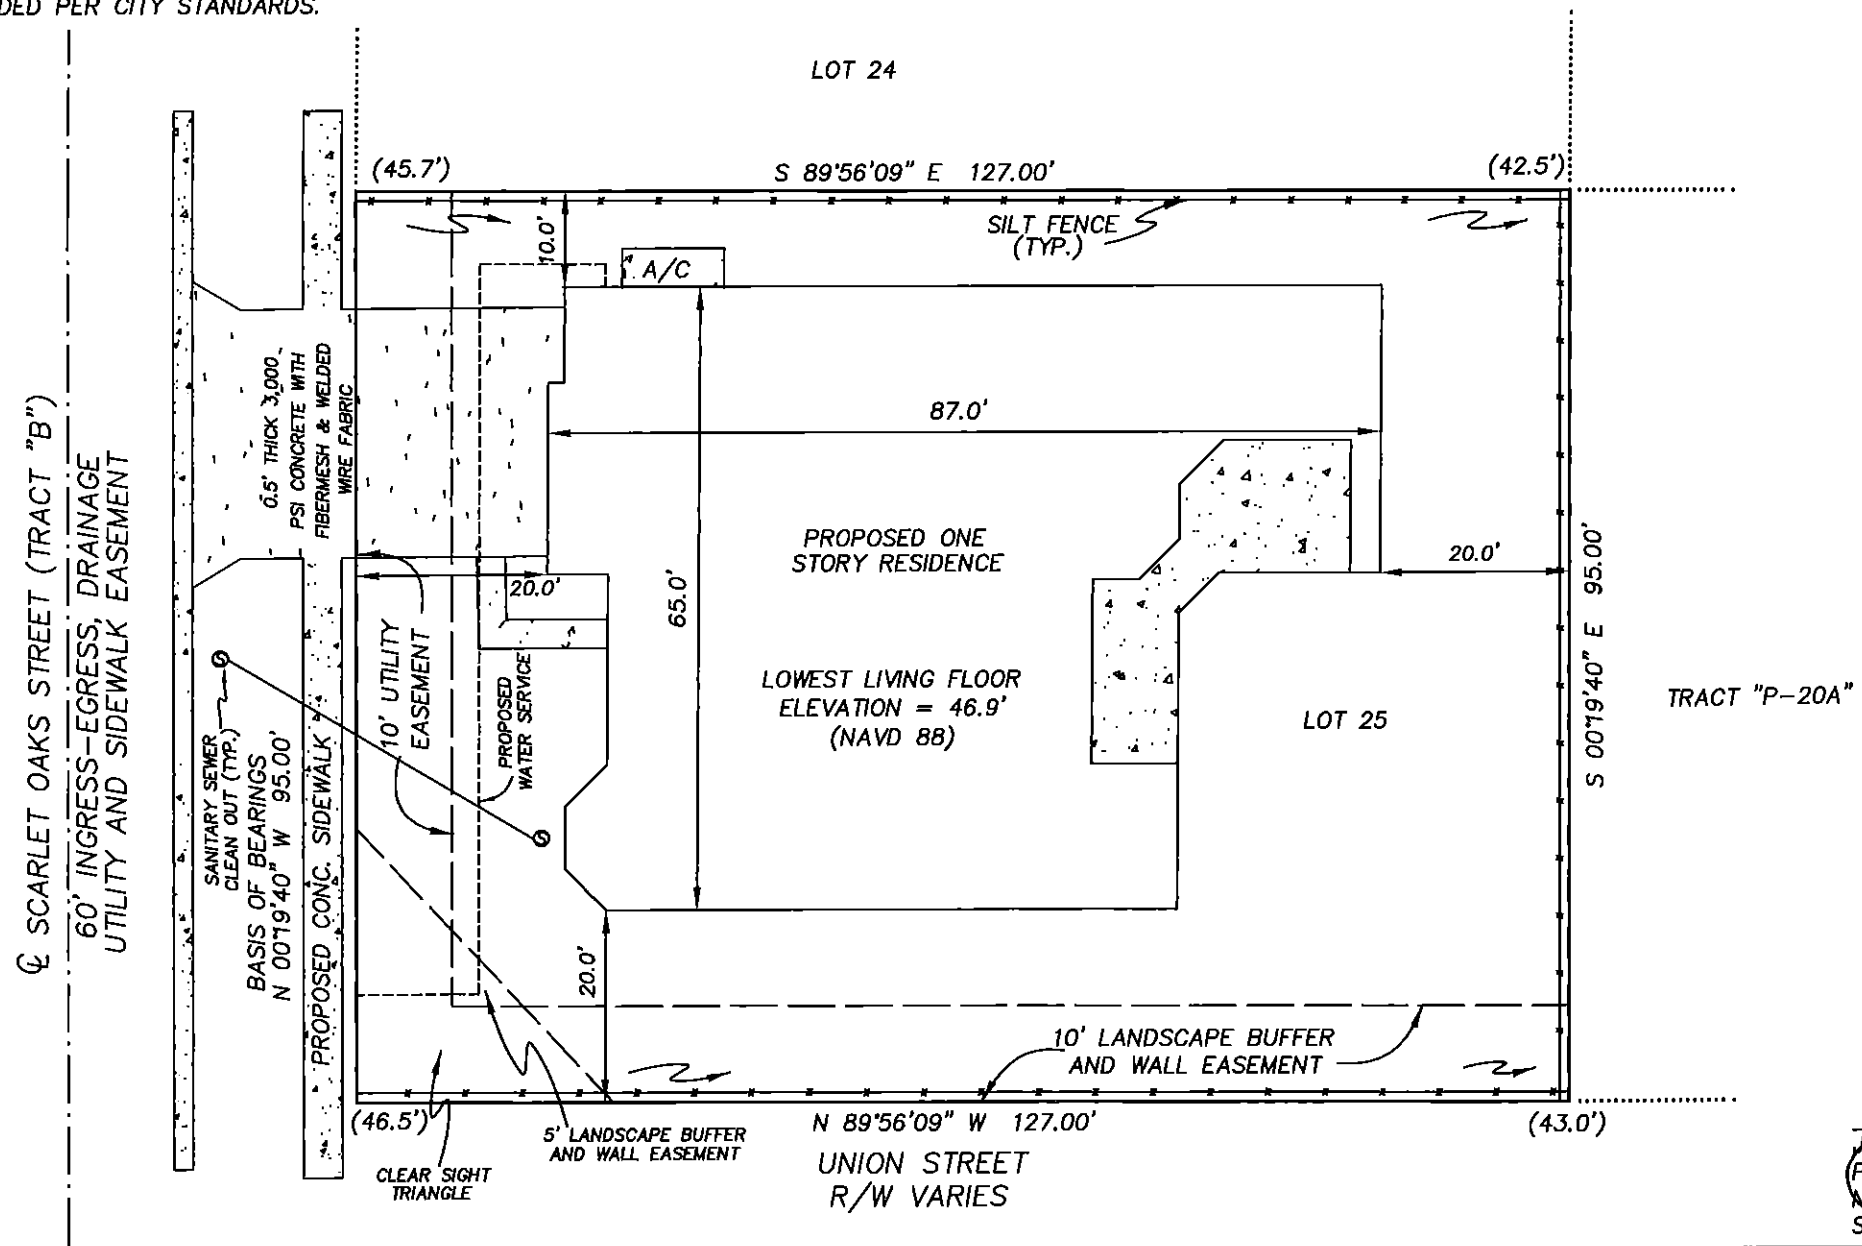 DED PER CITY STANDARDS.
LOT 24
(45.7')
S 89°56'09" E 127.00'
(42.5')
10.0'
A/C
SILT FENCE
(TYP.)
0.5' THICK 3,000
PSI CONCRETE WITH
FIBERMESH & WELDED
WIRE FABRIC
87.0'
PROPOSED ONE
STORY RESIDENCE
65.0'
20.0'
20.0'
LOWEST LIVING FLOOR
ELEVATION = 46.9'
(NAVD 88)
LOT 25
S 00°19'40" E 95.00'
TRACT "P-20A"
℄ SCARLET OAKS STREET (TRACT "B")
60' INGRESS-EGRESS, DRAINAGE
UTILITY AND SIDEWALK EASEMENT
SANITARY SEWER
CLEAN OUT (TYP.)
BASIS OF BEARINGS
N 00°19'40" W 95.00'
PROPOSED CONC. SIDEWALK
10' UTILITY
EASEMENT
PROPOSED
WATER SERVICE
S
S
20.0'
10' LANDSCAPE BUFFER
AND WALL EASEMENT
(46.5')
N 89°56'09" W 127.00'
(43.0')
5' LANDSCAPE BUFFER
AND WALL EASEMENT
CLEAR SIGHT
TRIANGLE
UNION STREET
R/W VARIES